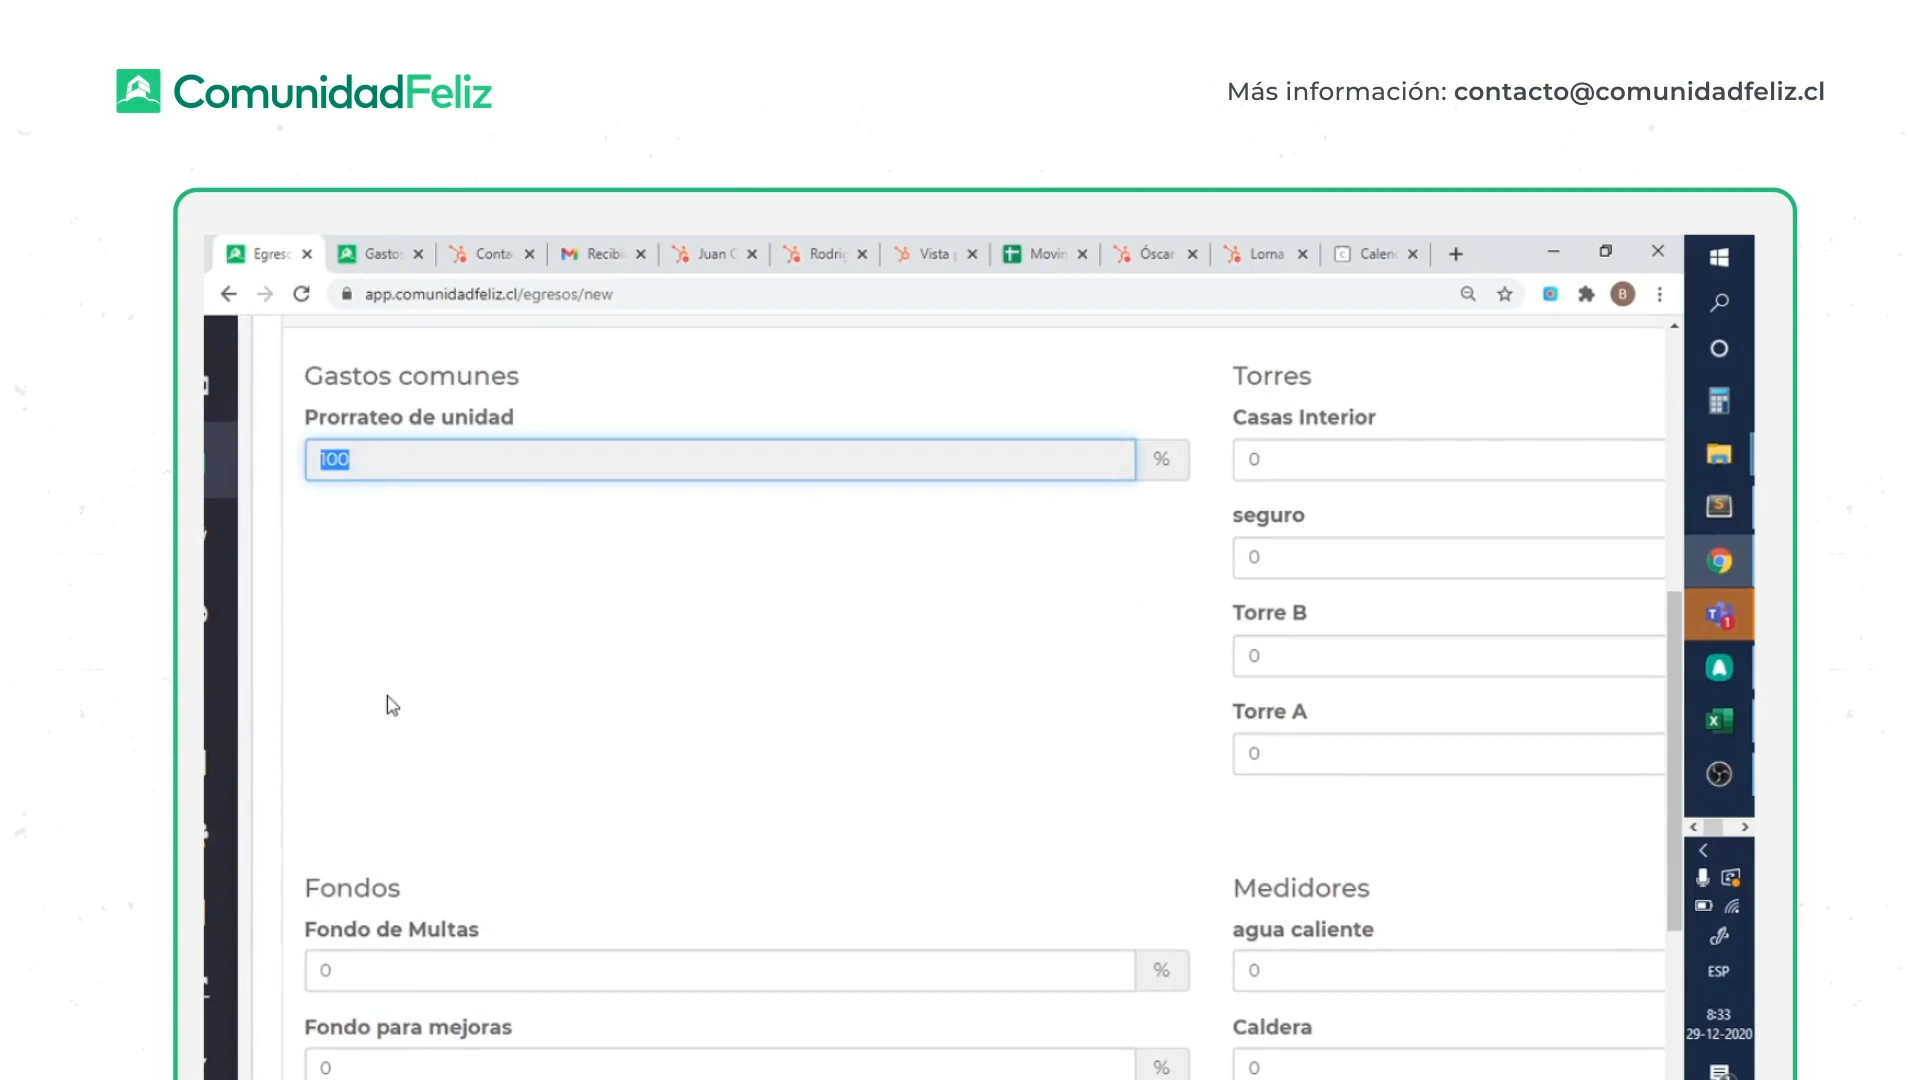 ComunidadFeliz
Más información: contacto@comunidadfeliz.cl
Egres
Gastos
Conta
Recibi
Juan C
Rodrig
Vista
Movin
Óscar
Lorna
Calen
app.comunidadfeliz.cl/egresos/new
B
Gastos comunes
Prorrateo de unidad
100 %
Torres
Casas Interior
0
seguro
0
Torre B
0
Torre A
0
Fondos
Fondo de Multas
0 %
Fondo para mejoras
0 %
Medidores
agua caliente
0
Caldera
0
ESP
8:33
29-12-2020